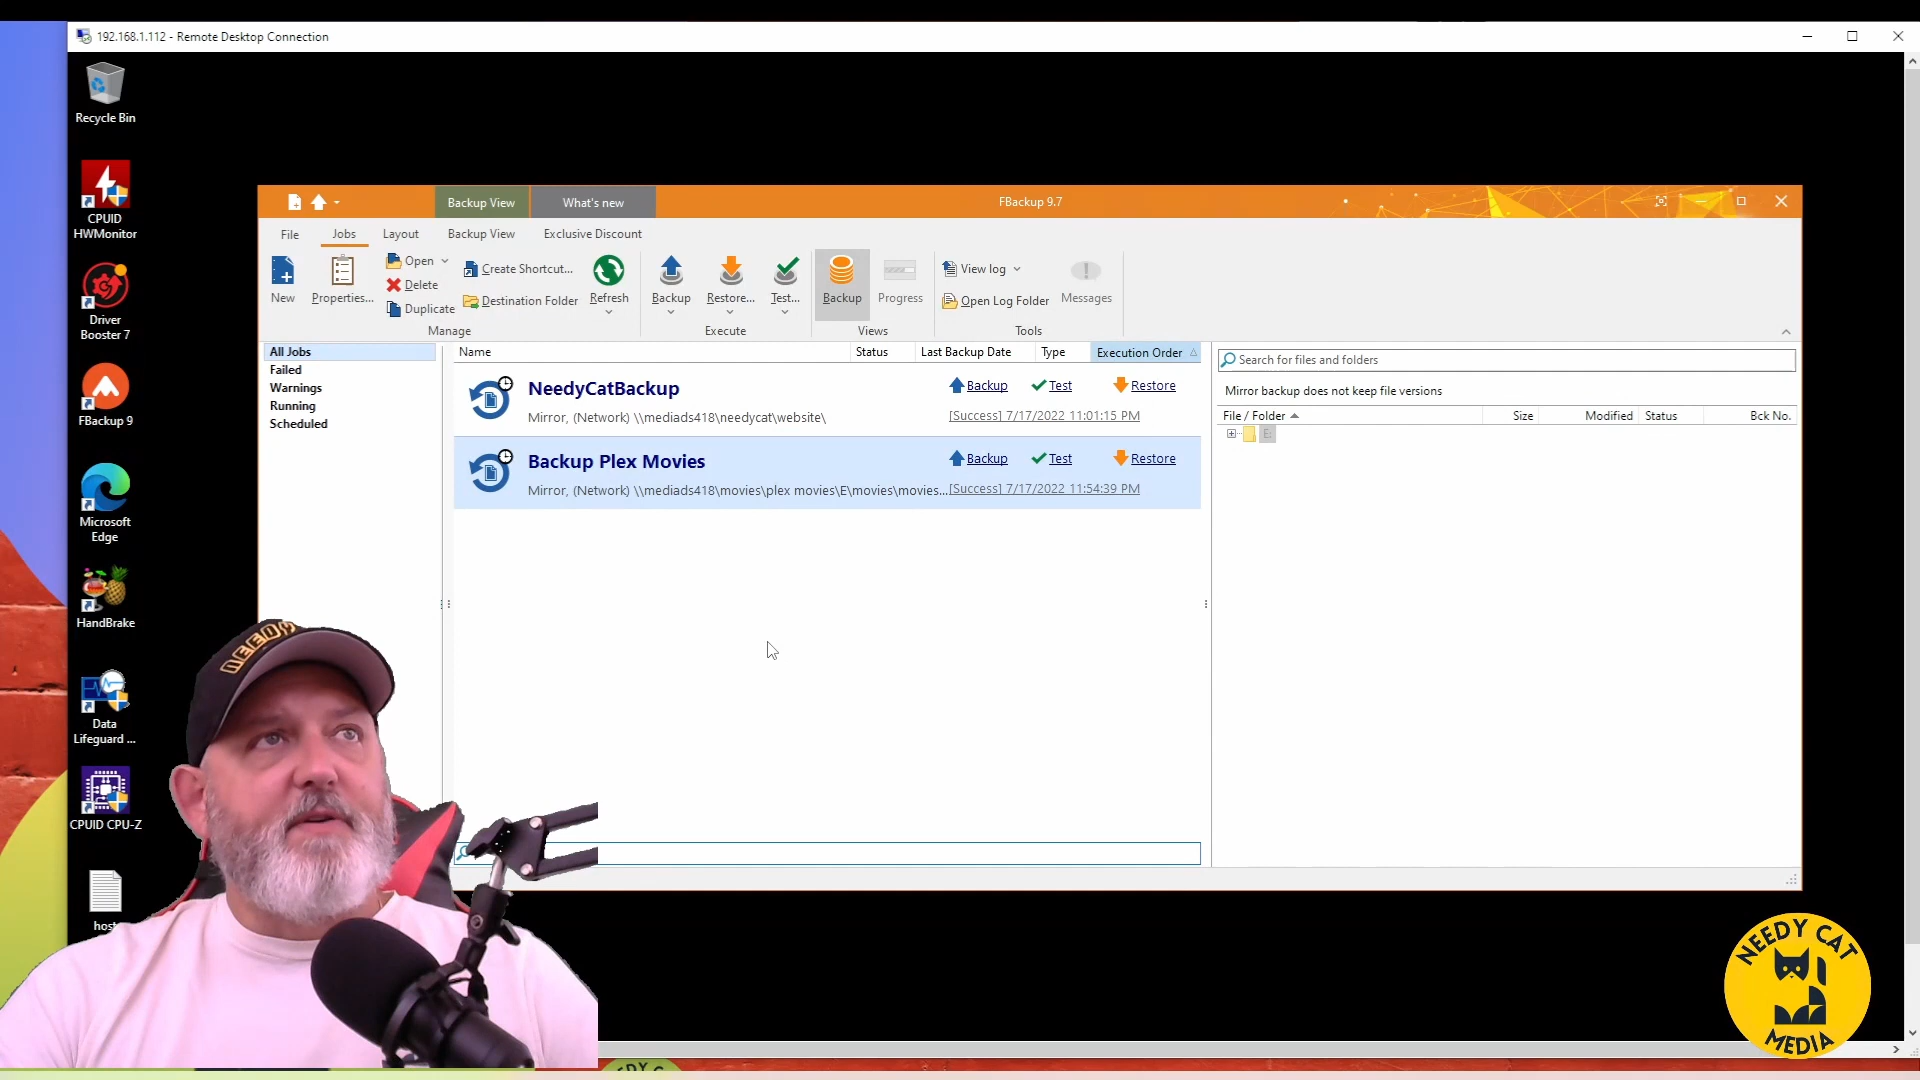 192.168.1.112 - Remote Desktop Connection
Recycle Bin
CPUID
HWMonitor
Driver
Booster 7
FBackup 9
Microsoft
Edge
HandBrake
Data
Lifeguard ...
CPUID CPU-Z
Backup View
What's new
FBackup 9.7
File
Jobs
Layout
Backup View
Exclusive Discount
New
Properties...
Open
Delete
Duplicate
Create Shortcut...
Destination Folder
Refresh
Manage
Backup
Restore...
Test...
Execute
Backup
Progress
Views
View log
Open Log Folder
Messages
Tools
All Jobs
Failed
Warnings
Running
Scheduled
Name
Status
Last Backup Date
Type
Execution Order
NeedyCatBackup
Backup
Test
Restore
Mirror, (Network) \\mediads418\needycat\website\
[Success] 7/17/2022 11:01:15 PM
Backup Plex Movies
Backup
Test
Restore
Mirror, (Network) \\mediads418\movies\plex movies\E\movies\movies...
[Success] 7/17/2022 11:54:39 PM
Search for files and folders
Mirror backup does not keep file versions
File / Folder
Size
Modified
Status
Bck No.
E:
NEEDY CAT
MEDIA